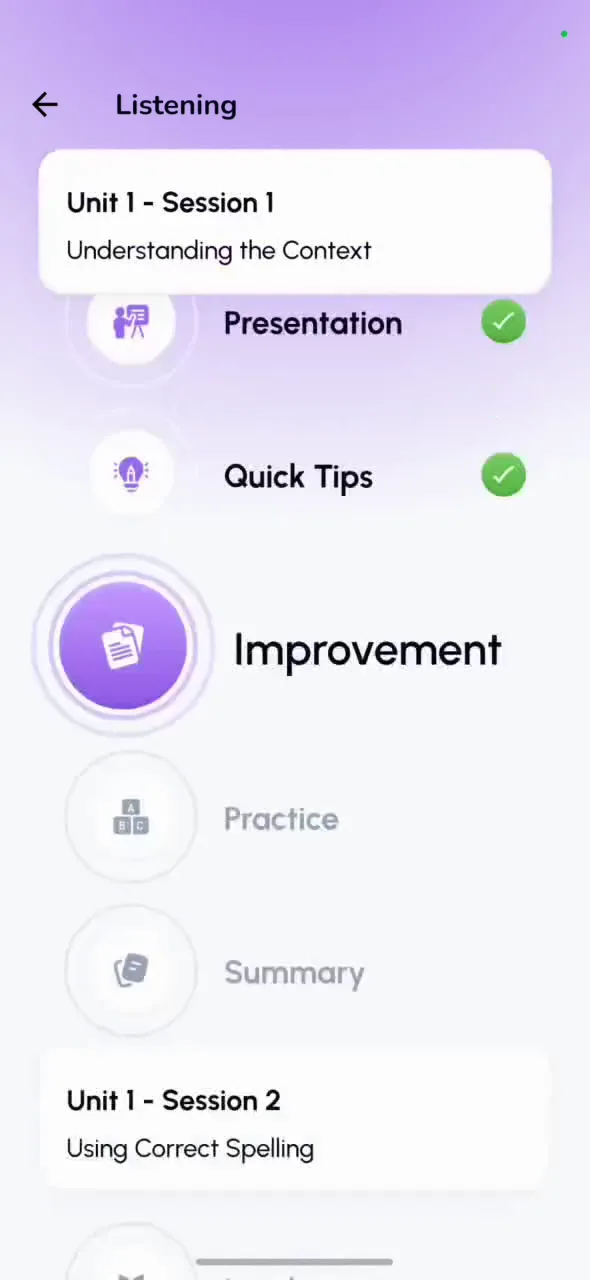 Listening
Unit 1 - Session 1
Understanding the Context
Presentation
Quick Tips
Improvement
A
B C
Practice
Summary
Unit 1 - Session 2
Using Correct Spelling